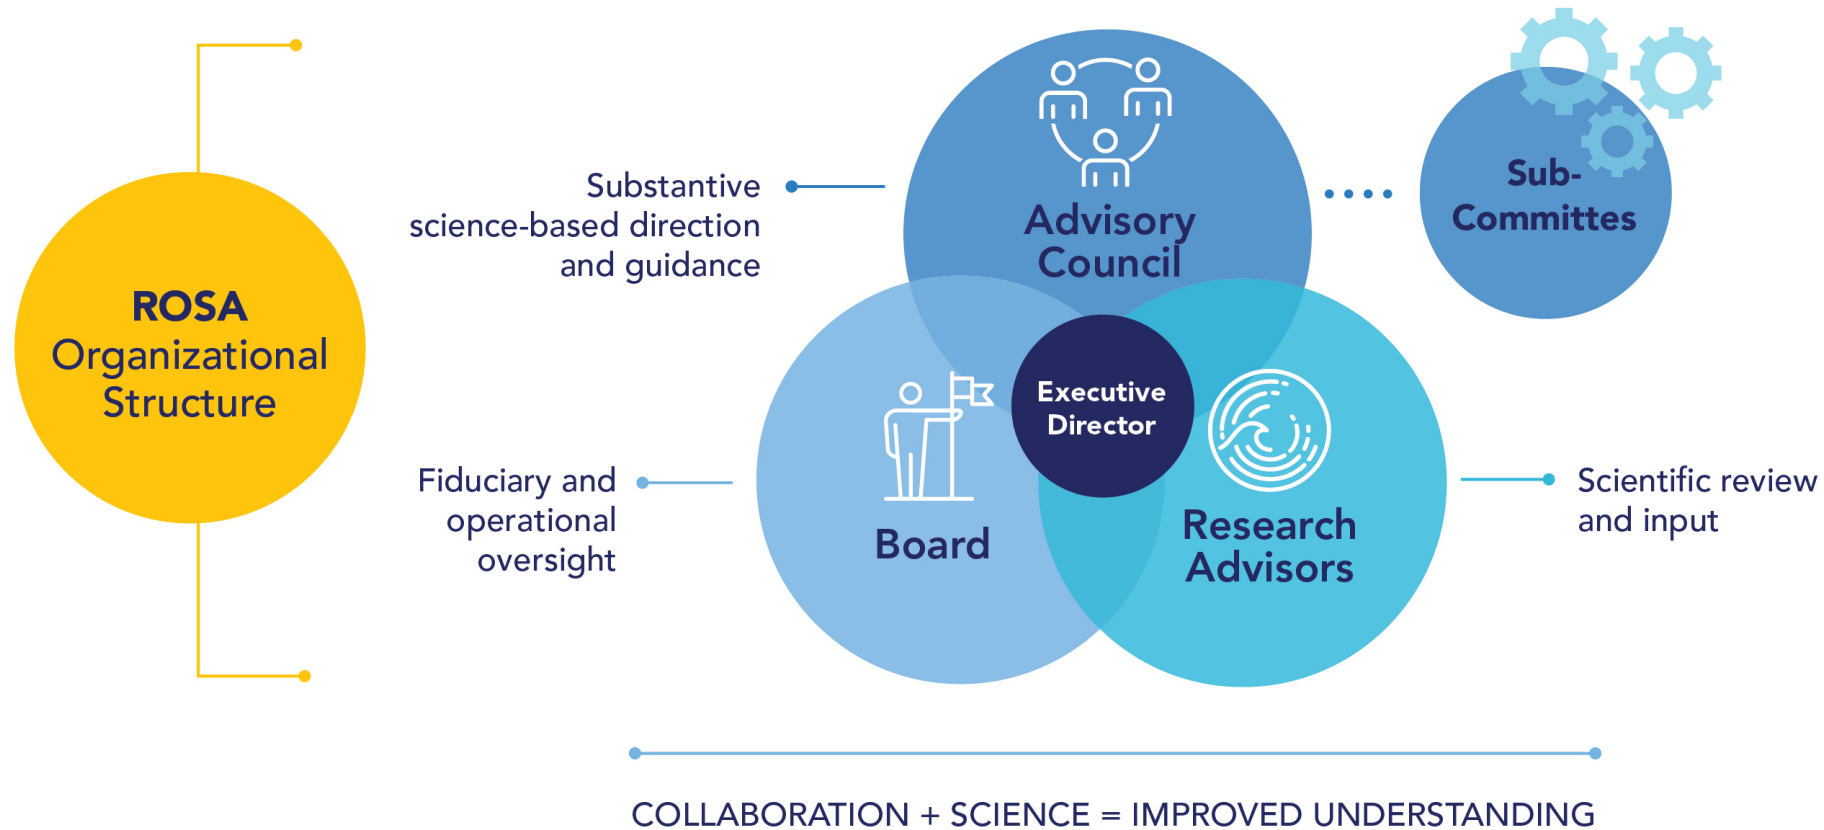 ROSA
Organizational
Structure
Substantive
science-based direction
and guidance
Advisory
Council
Sub-
Committes
Executive
Director
Fiduciary and
operational
oversight
Board
Research
Advisors
Scientific review
and input
COLLABORATION + SCIENCE = IMPROVED UNDERSTANDING